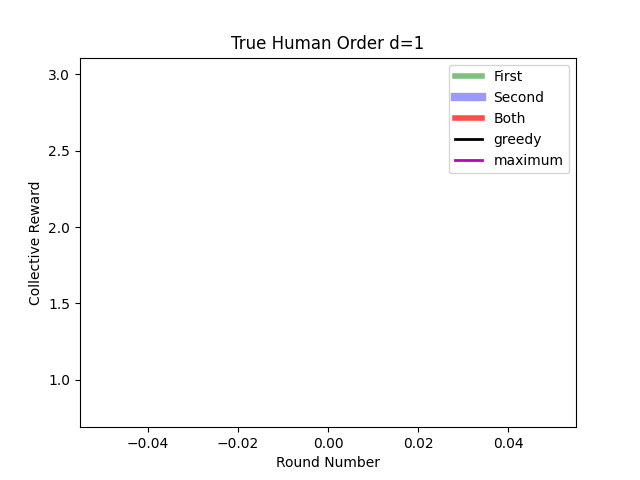 True Human Order d=1
3.0
2.5
2.0
1.5
1.0
Collective Reward
First
Second
Both
greedy
maximum
−0.04 −0.02 0.00 0.02 0.04
Round Number